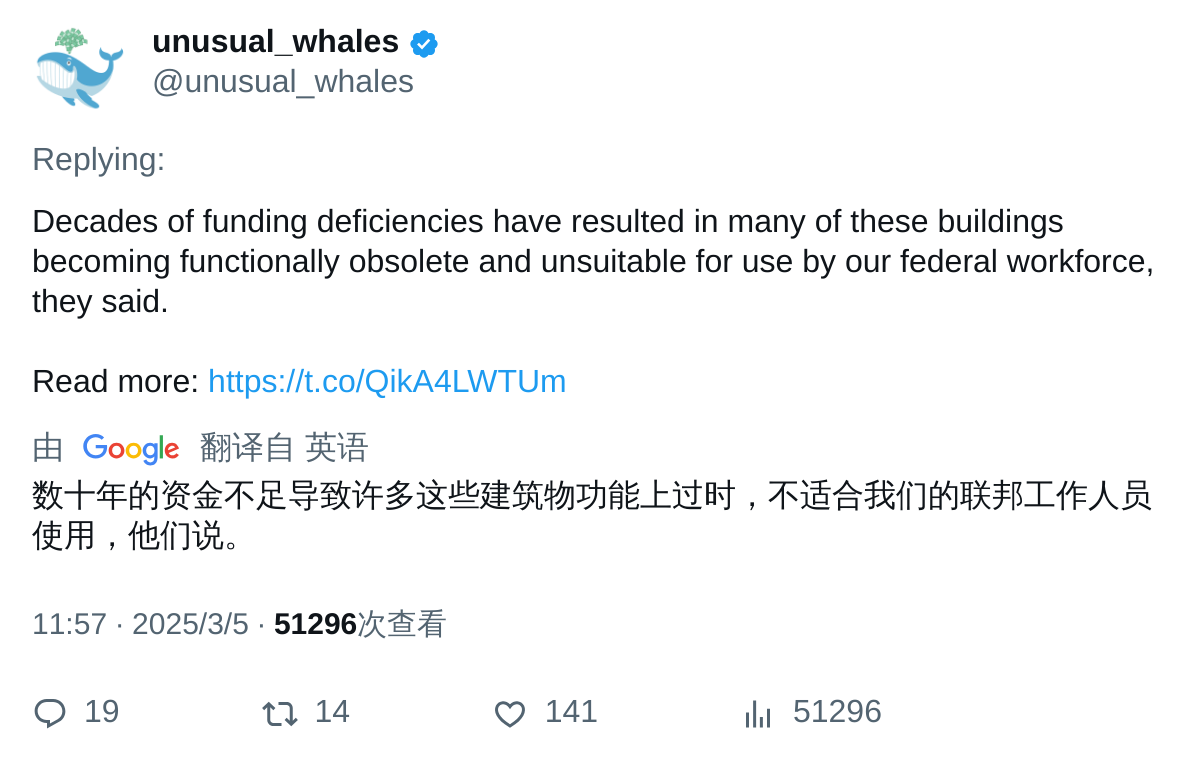 unusual_whales
@unusual_whales
Replying:
Decades of funding deficiencies have resulted in many of these buildings
becoming functionally obsolete and unsuitable for use by our federal workforce,
they said.
Read more: https://t.co/QikA4LWTUm
由 Google 翻译自 英语
数十年的资金不足导致许多这些建筑物功能上过时，不适合我们的联邦工作人员
使用，他们说。
11:57 · 2025/3/5 · 51296次查看
19 14 141 51296